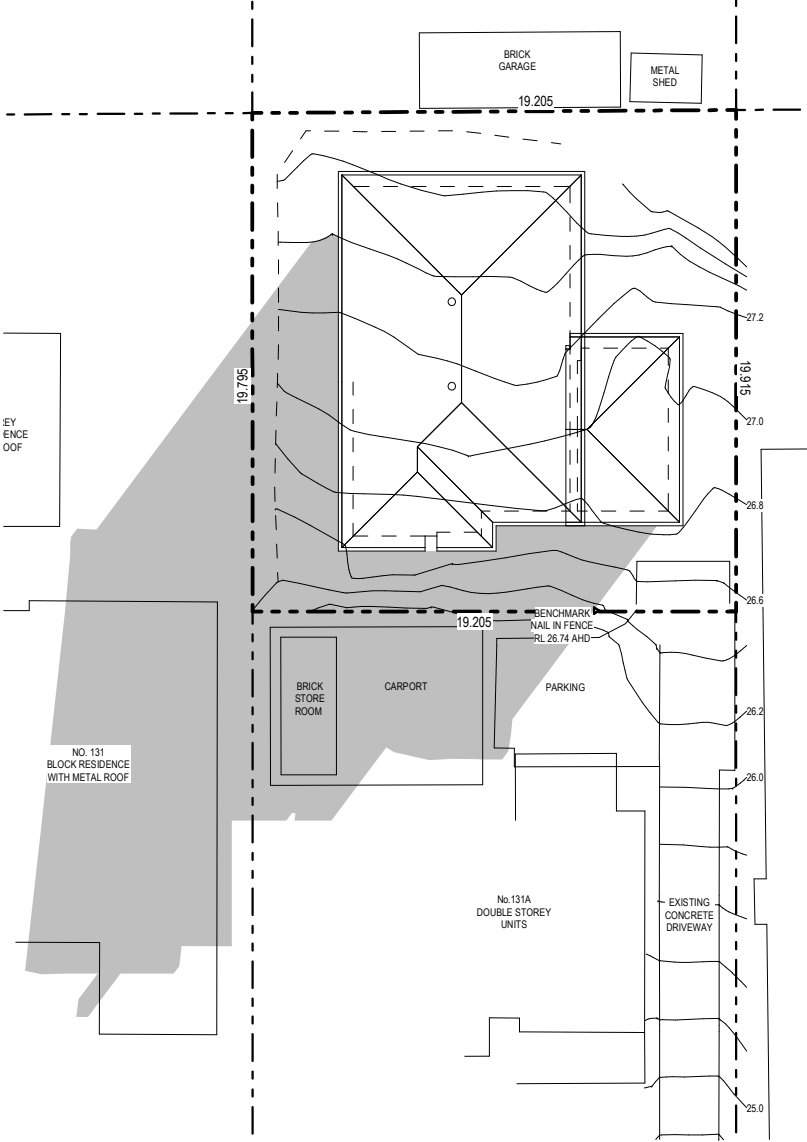 BRICK
GARAGE
METAL
SHED
19.205
27.2
19.795
19.915
27.0
EY
ENCE
OOF
26.8
26.6
BENCHMARK
NAIL IN FENCE
RL 26.74 AHD
19.205
BRICK
STORE
ROOM
CARPORT
PARKING
26.2
NO. 131
BLOCK RESIDENCE
WITH METAL ROOF
26.0
No.131A
DOUBLE STOREY
UNITS
EXISTING
CONCRETE
DRIVEWAY
25.0